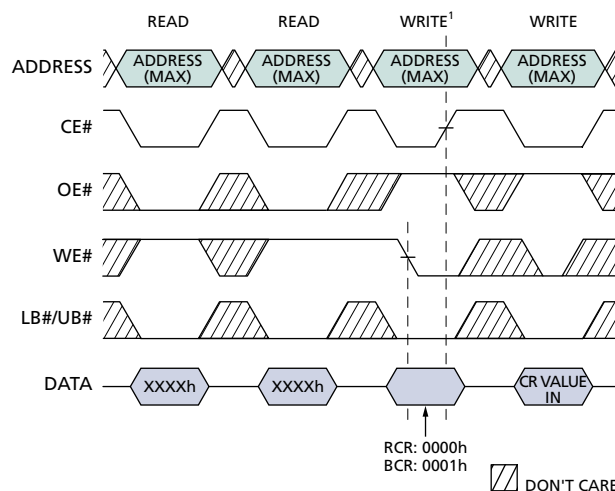 READ READ WRITE¹ WRITE
ADDRESS ADDRESS (MAX) ADDRESS (MAX) ADDRESS (MAX) ADDRESS (MAX)
CE#
OE#
WE#
LB#/UB#
DATA XXXXh XXXXh CR VALUE IN
RCR: 0000h
BCR: 0001h
DON'T CARE